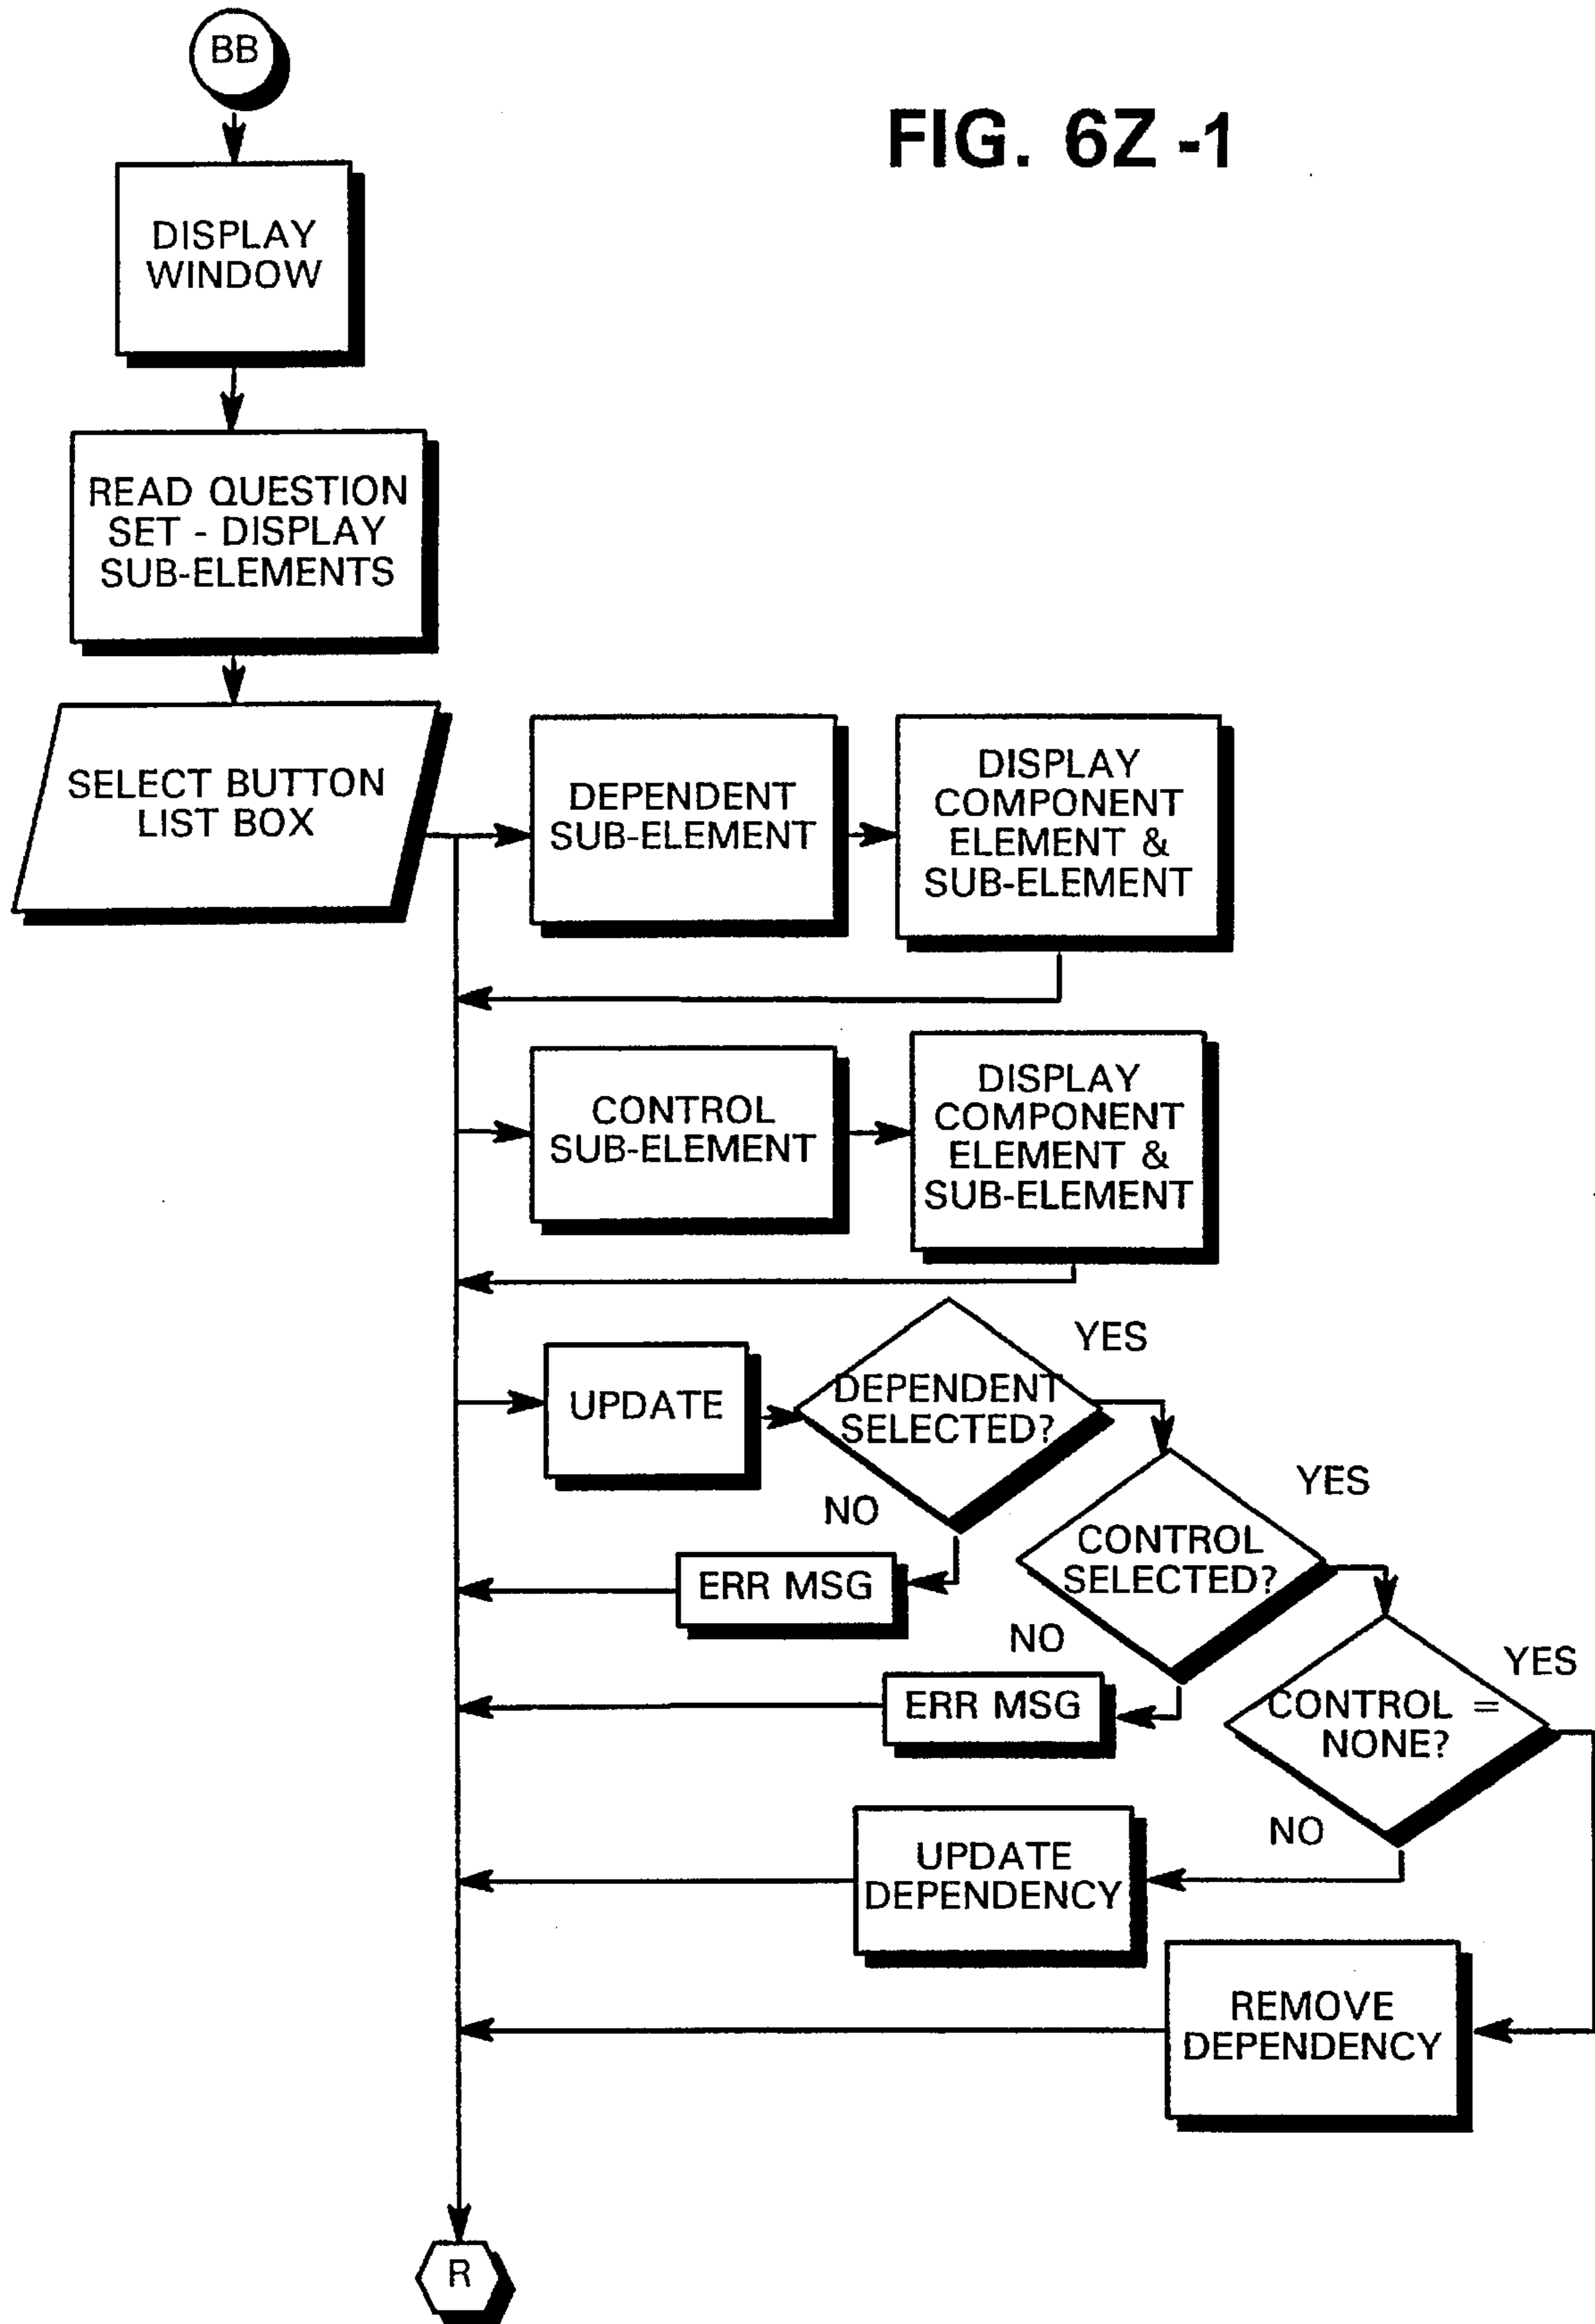 BB
FIG. 6Z -1
DISPLAY
WINDOW
READ QUESTION
SET - DISPLAY
SUB-ELEMENTS
SELECT BUTTON
LIST BOX
DEPENDENT
SUB-ELEMENT
DISPLAY
COMPONENT
ELEMENT &
SUB-ELEMENT
CONTROL
SUB-ELEMENT
DISPLAY
COMPONENT
ELEMENT &
SUB-ELEMENT
UPDATE
DEPENDENT
SELECTED?
YES
NO
ERR MSG
CONTROL
SELECTED?
YES
NO
ERR MSG
CONTROL =
NONE?
YES
NO
UPDATE
DEPENDENCY
REMOVE
DEPENDENCY
R